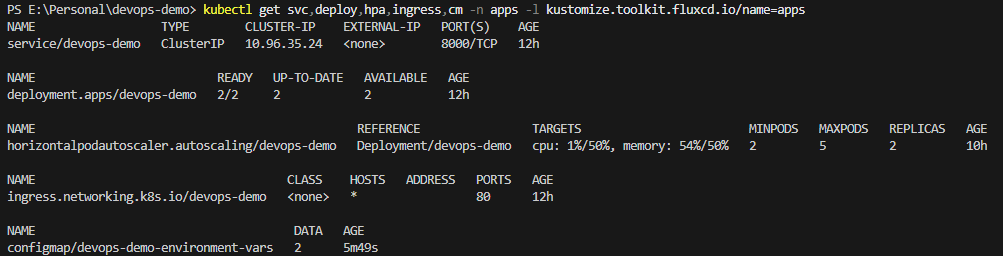 PS E:\Personal\devops-demo> kubectl get svc,deploy,hpa,ingress,cm -n apps -l kustomize.toolkit.fluxcd.io/name=apps
NAME                  TYPE        CLUSTER-IP    EXTERNAL-IP   PORT(S)    AGE
service/devops-demo   ClusterIP   10.96.35.24   <none>        8000/TCP   12h

NAME                          READY   UP-TO-DATE   AVAILABLE   AGE
deployment.apps/devops-demo   2/2     2            2           12h

NAME                                              REFERENCE                TARGETS                        MINPODS   MAXPODS   REPLICAS   AGE
horizontalpodautoscaler.autoscaling/devops-demo   Deployment/devops-demo   cpu: 1%/50%, memory: 54%/50%   2         5         2          10h

NAME                                    CLASS    HOSTS   ADDRESS   PORTS   AGE
ingress.networking.k8s.io/devops-demo   <none>   *                 80      12h

NAME                                     DATA   AGE
configmap/devops-demo-environment-vars   2      5m49s